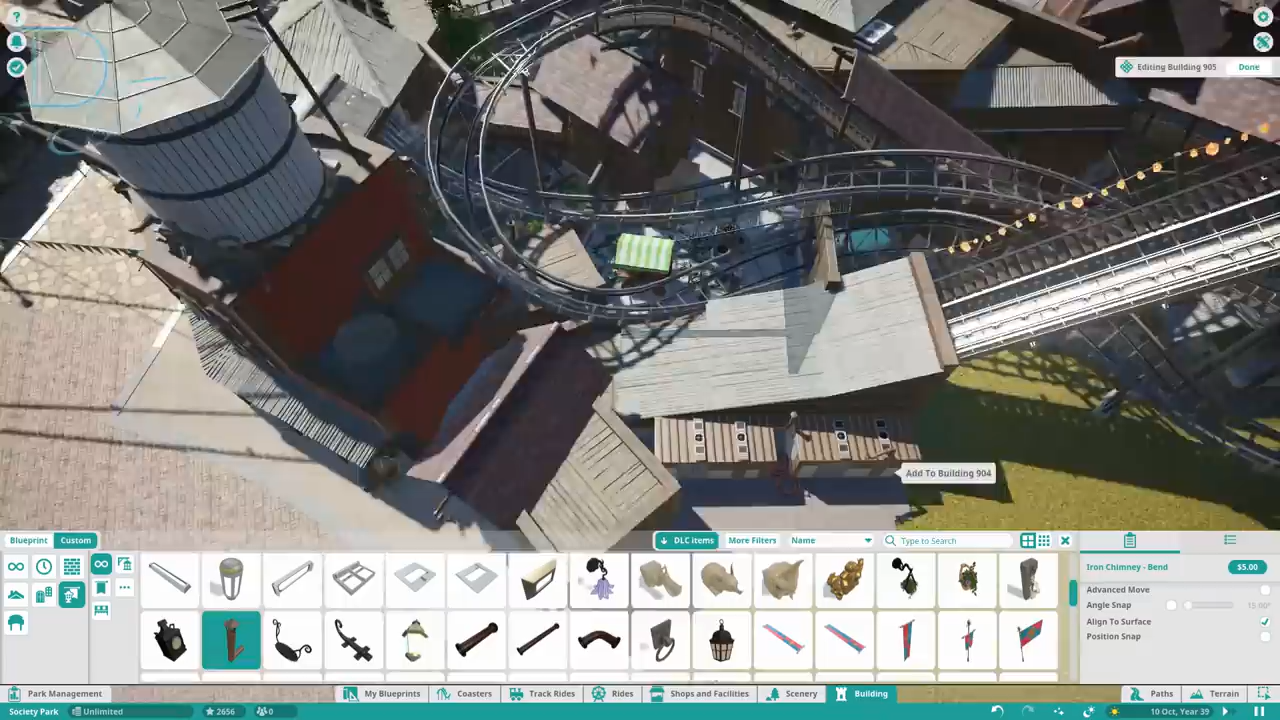 Editing Building 905 Done
Add To Building 904
Blueprint Custom
DLC items More Filters Name Type to Search
Iron Chimney - Bend $5.00
Advanced Move
Angle Snap 15.00°
Align To Surface
Position Snap
Park Management My Blueprints Coasters Track Rides Rides Shops and Facilities Scenery Building Paths Terrain
Society Park Unlimited 2656 0 10 Oct, Year 39